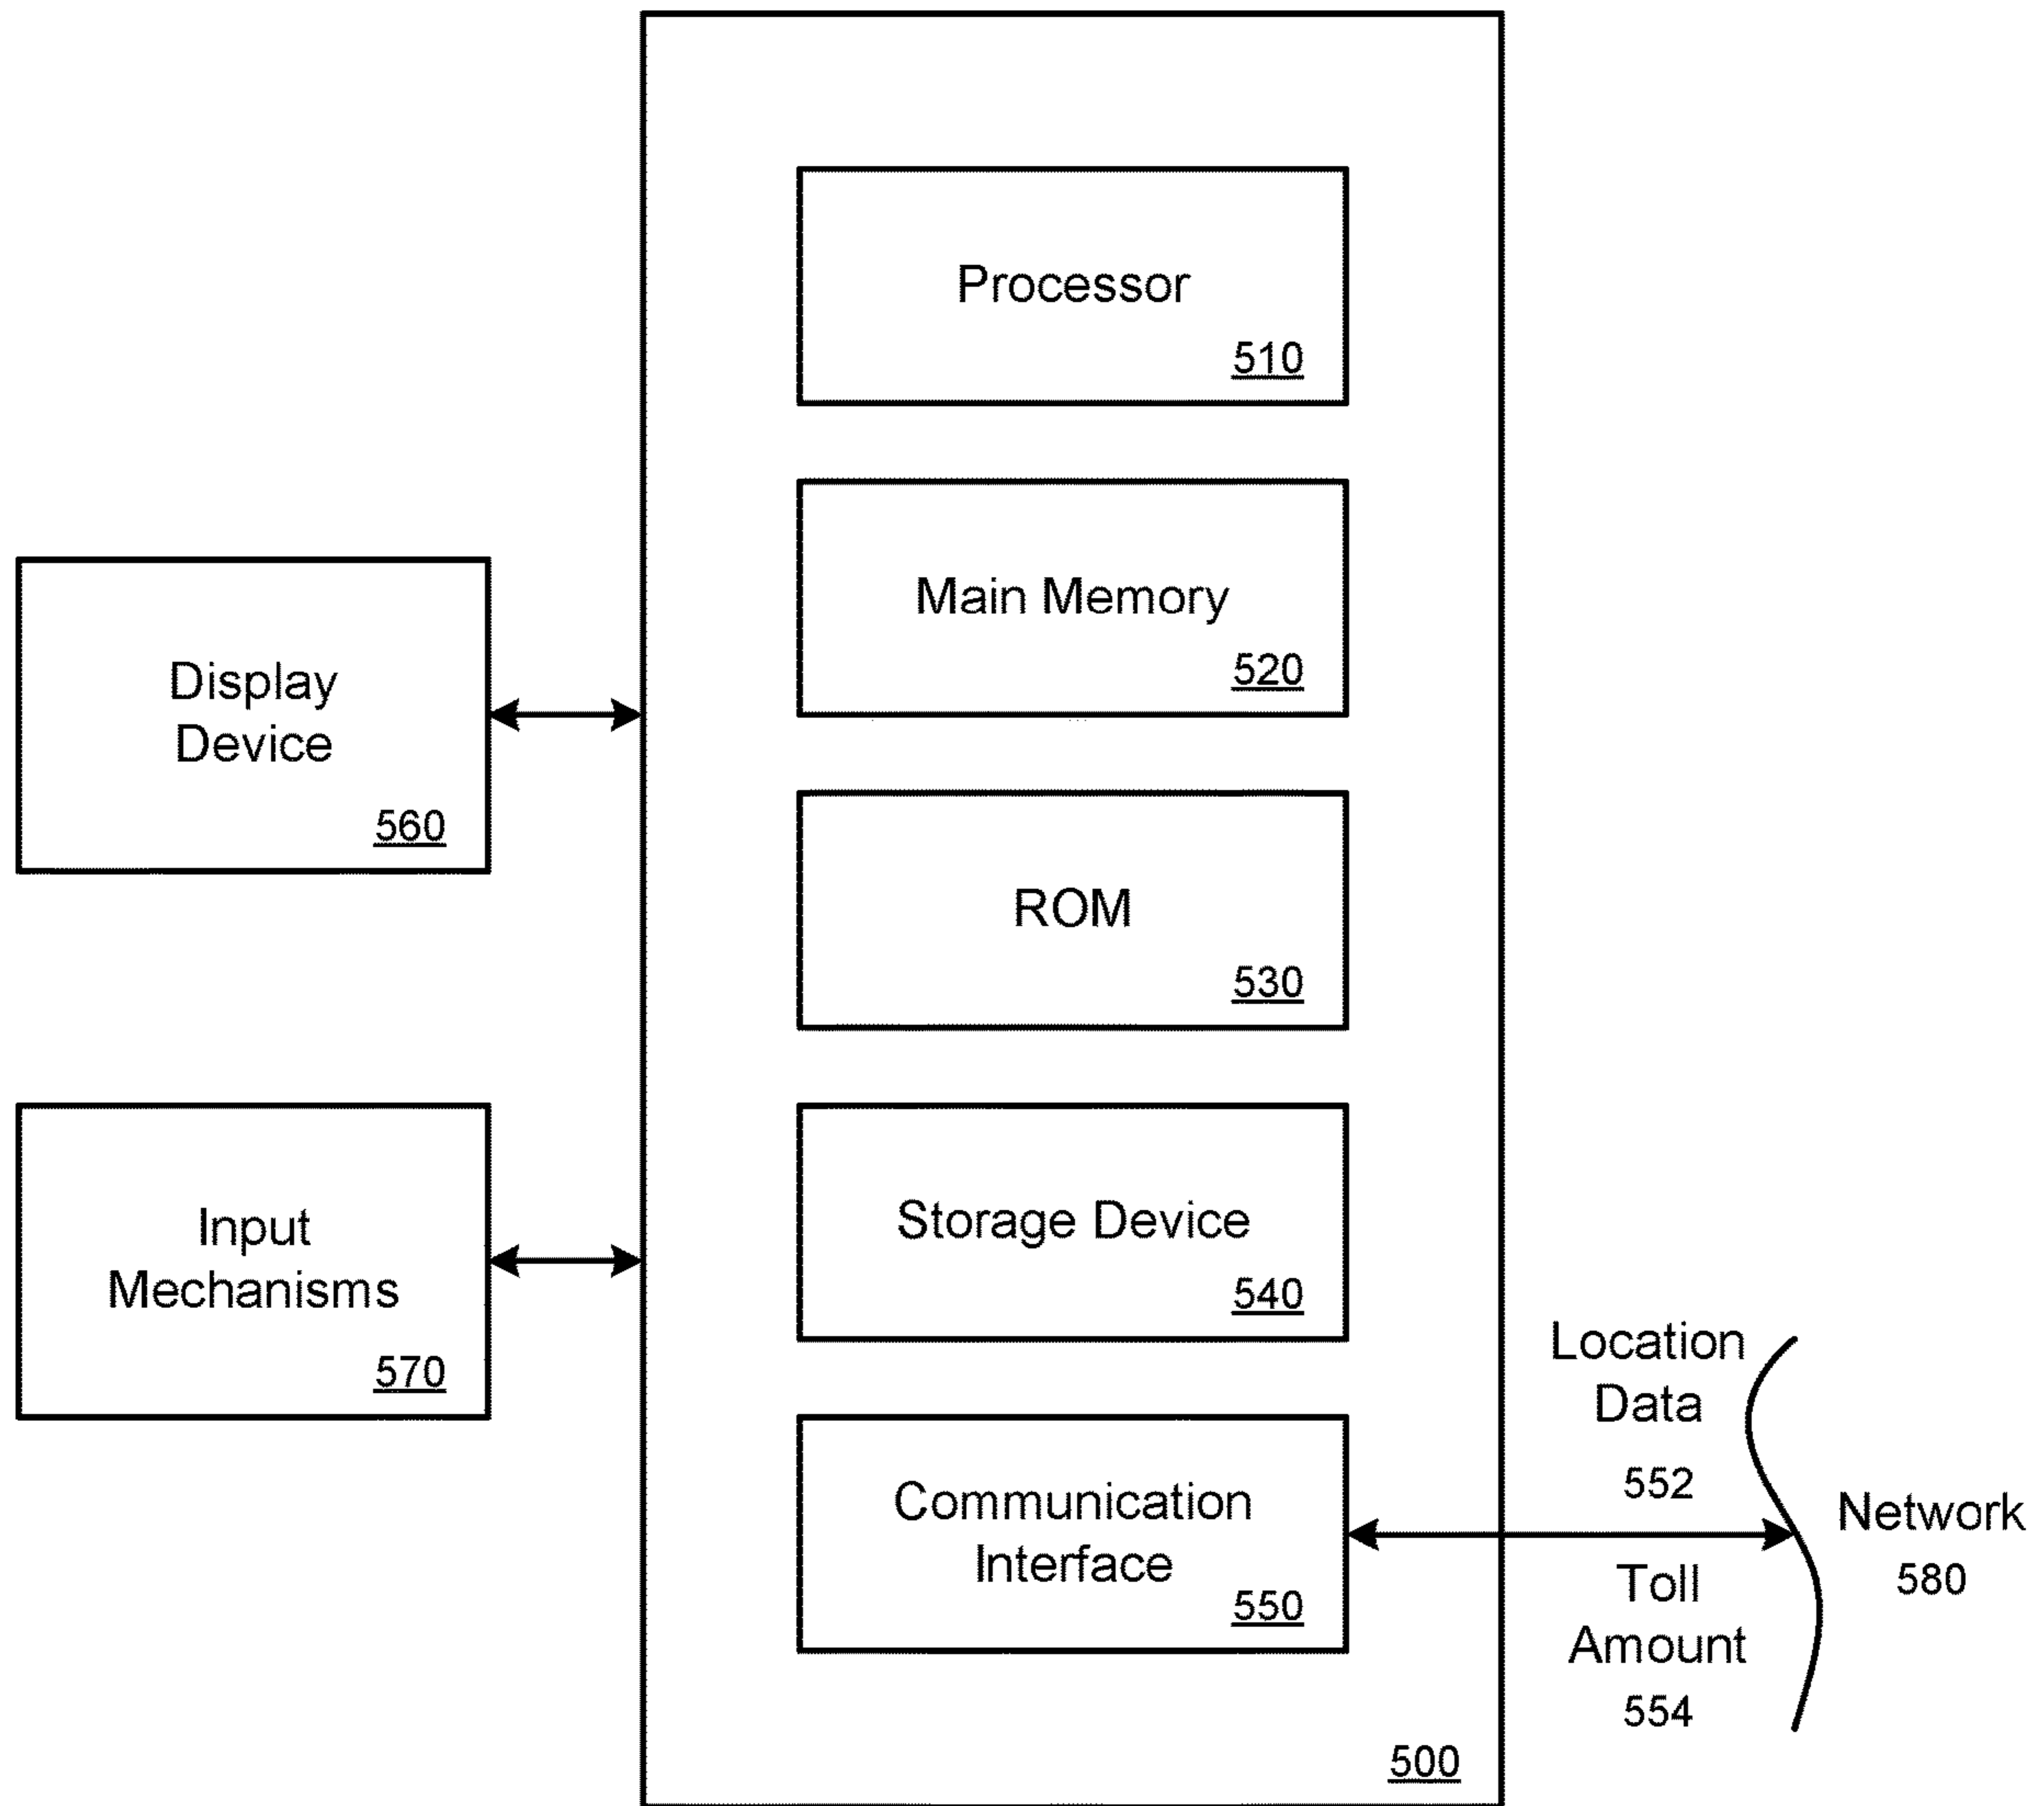 Processor
510
Main Memory
520
Display
Device
560
ROM
530
Input
Mechanisms
570
Storage Device
540
Communication
Interface
550
Location
Data
552
Toll
Amount
554
Network
580
500